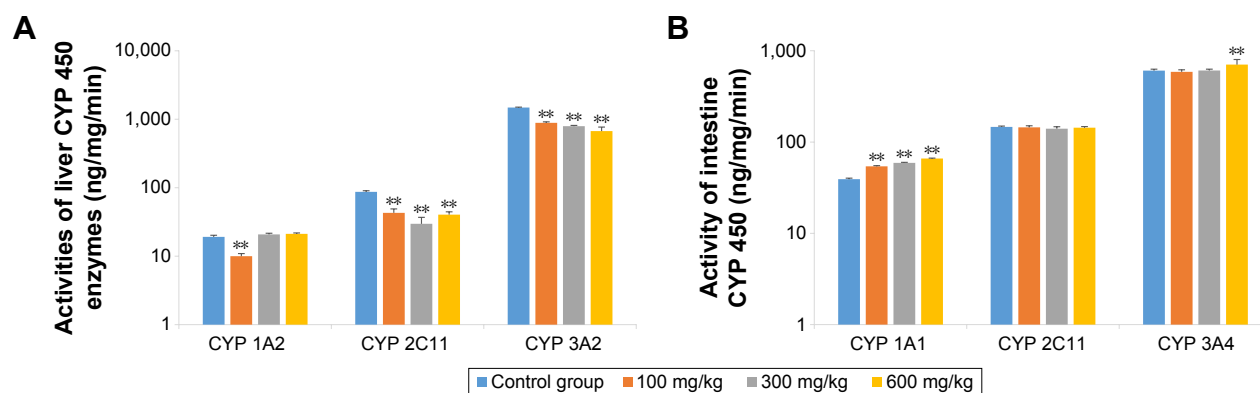 A
Activities of liver CYP 450
enzymes (ng/mg/min)
10,000
1,000
100
10
1
**
**
**
**
**
**
**
CYP 1A2
CYP 2C11
CYP 3A2
B
Activity of intestine
CYP 450 (ng/mg/min)
1,000
100
10
1
**
**
**
**
CYP 1A1
CYP 2C11
CYP 3A4
Control group
100 mg/kg
300 mg/kg
600 mg/kg